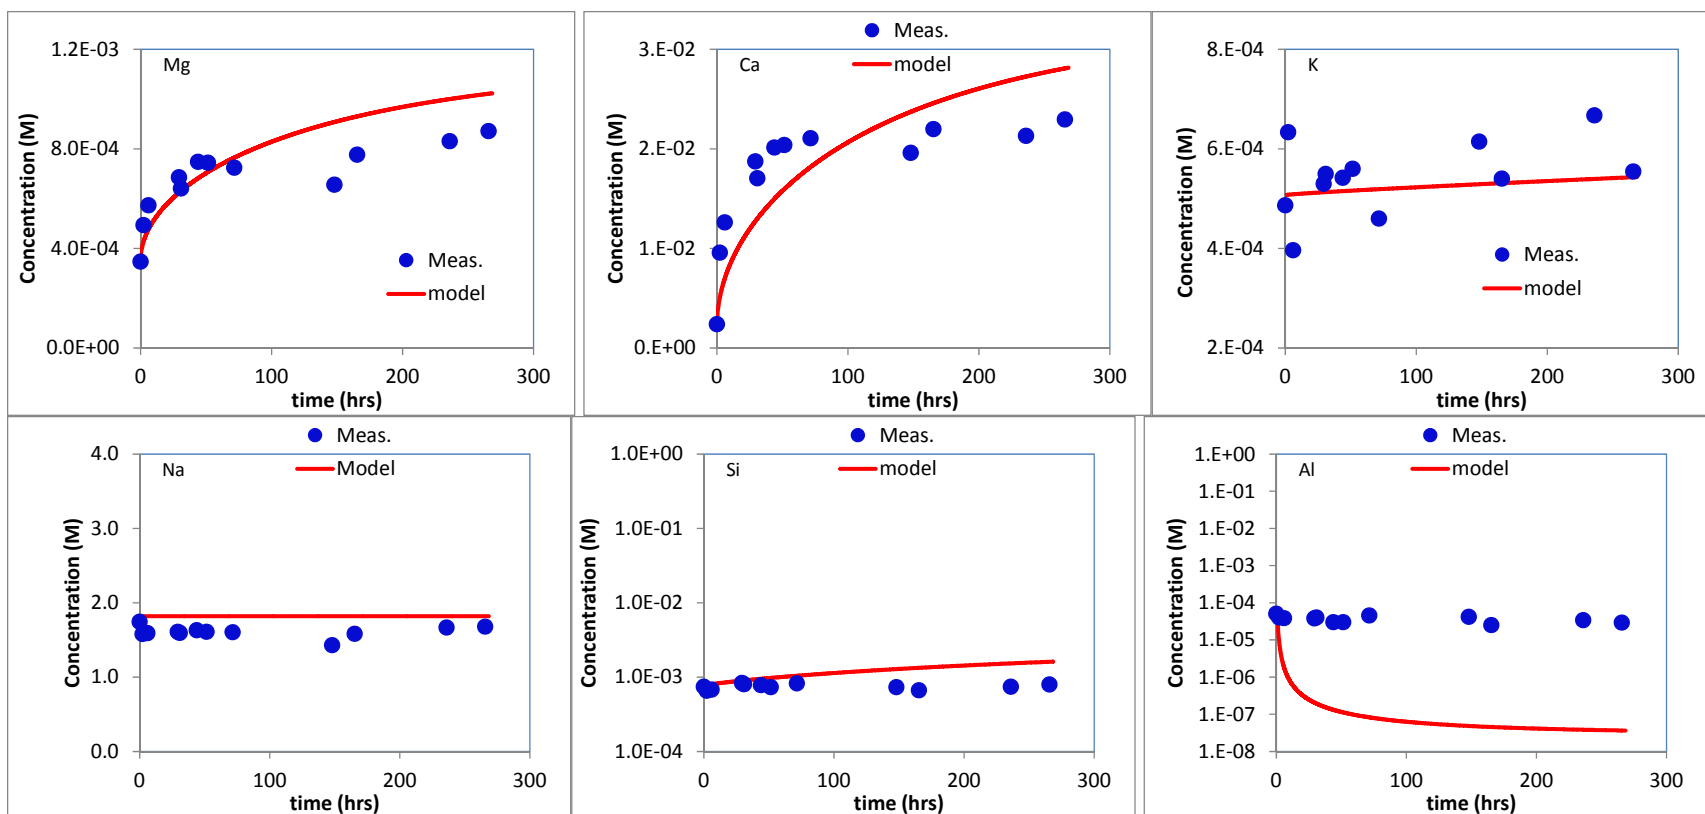 Mg
Concentration (M)
1.2E-03
8.0E-04
4.0E-04
0.0E+00
0 100 200 300
time (hrs)
Meas.
model
Meas.
model
Ca
Concentration (M)
3.E-02
2.E-02
1.E-02
0.E+00
0 100 200 300
time (hrs)
K
Concentration (M)
8.E-04
6.E-04
4.E-04
2.E-04
0 100 200 300
time (hrs)
Meas.
model
Meas.
Model
Na
Concentration (M)
4.0
3.0
2.0
1.0
0.0
0 100 200 300
time (hrs)
Meas.
model
Si
Concentration (M)
1.0E+00
1.0E-01
1.0E-02
1.0E-03
1.0E-04
0 100 200 300
time (hrs)
Meas.
model
Al
Concentration (M)
1.E+00
1.E-01
1.E-02
1.E-03
1.E-04
1.E-05
1.E-06
1.E-07
1.E-08
0 100 200 300
time (hrs)